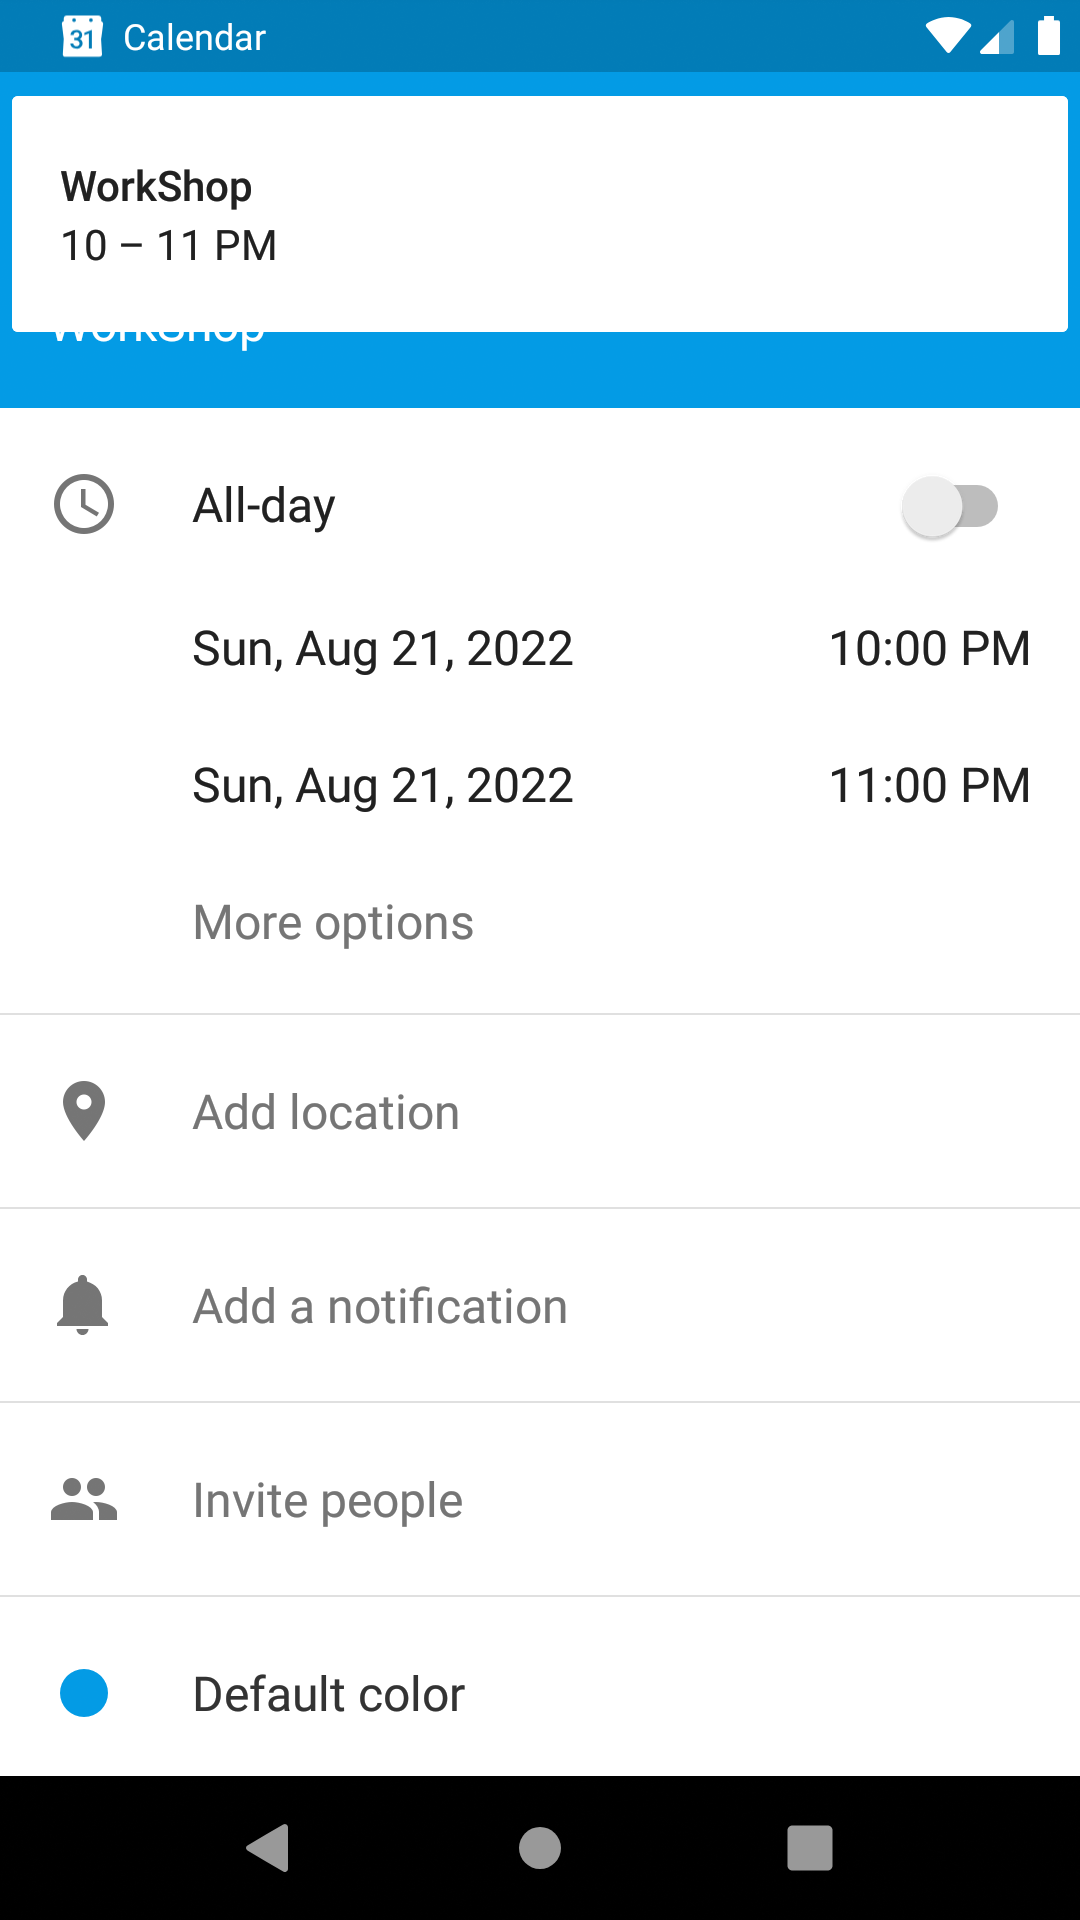 31 Calendar
WorkShop
10 – 11 PM
WorkShop
All-day
Sun, Aug 21, 2022 10:00 PM
Sun, Aug 21, 2022 11:00 PM
More options
Add location
Add a notification
Invite people
Default color